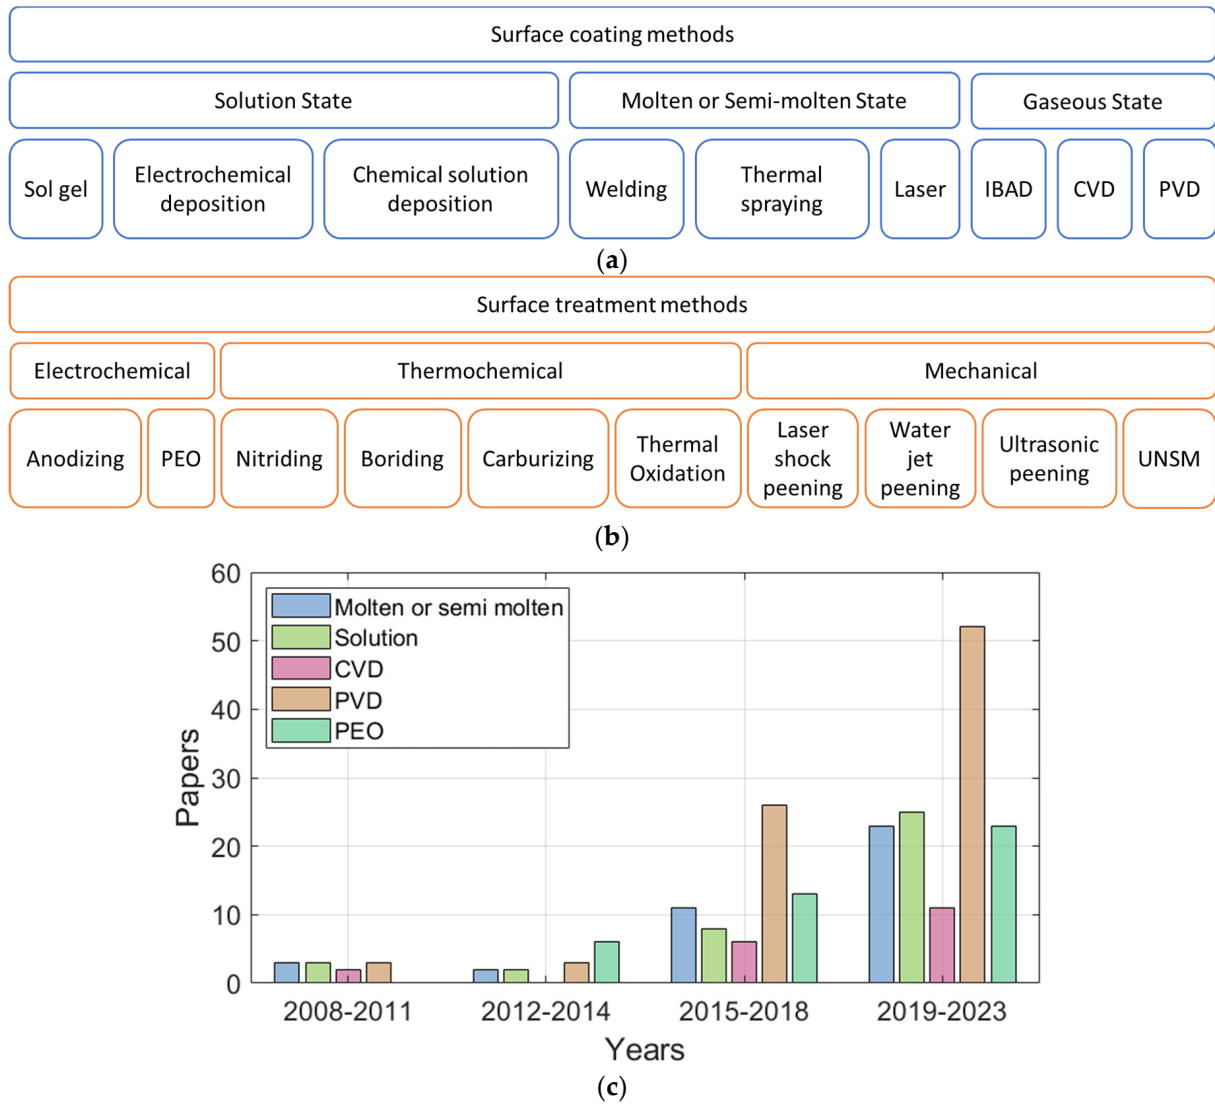 Surface coating methods
Solution State
Molten or Semi-molten State
Gaseous State
Sol gel
Electrochemical
deposition
Chemical solution
deposition
Welding
Thermal
spraying
Laser
IBAD
CVD
PVD
(a)
Surface treatment methods
Electrochemical
Thermochemical
Mechanical
Anodizing
PEO
Nitriding
Boriding
Carburizing
Thermal
Oxidation
Laser
shock
peening
Water
jet
peening
Ultrasonic
peening
UNSM
(b)
60
50
40
30
20
10
0
Papers
Molten or semi molten
Solution
CVD
PVD
PEO
2008-2011
2012-2014
2015-2018
2019-2023
Years
(c)